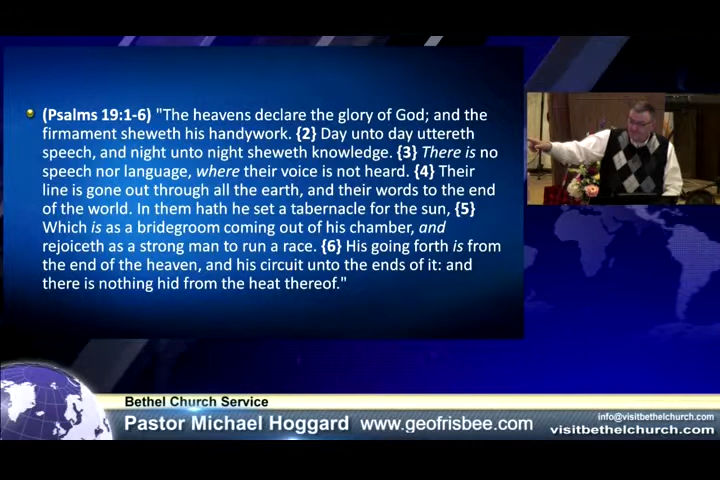 (Psalms 19:1-6) "The heavens declare the glory of God; and the
firmament sheweth his handywork. {2} Day unto day uttereth
speech, and night unto night sheweth knowledge. {3} There is no
speech nor language, where their voice is not heard. {4} Their
line is gone out through all the earth, and their words to the end
of the world. In them hath he set a tabernacle for the sun, {5}
Which is as a bridegroom coming out of his chamber, and
rejoiceth as a strong man to run a race. {6} His going forth is from
the end of the heaven, and his circuit unto the ends of it: and
there is nothing hid from the heat thereof."
Bethel Church Service
Pastor Michael Hoggard www.geofrisbee.com
info@visitbethelchurch.com
visitbethelchurch.com